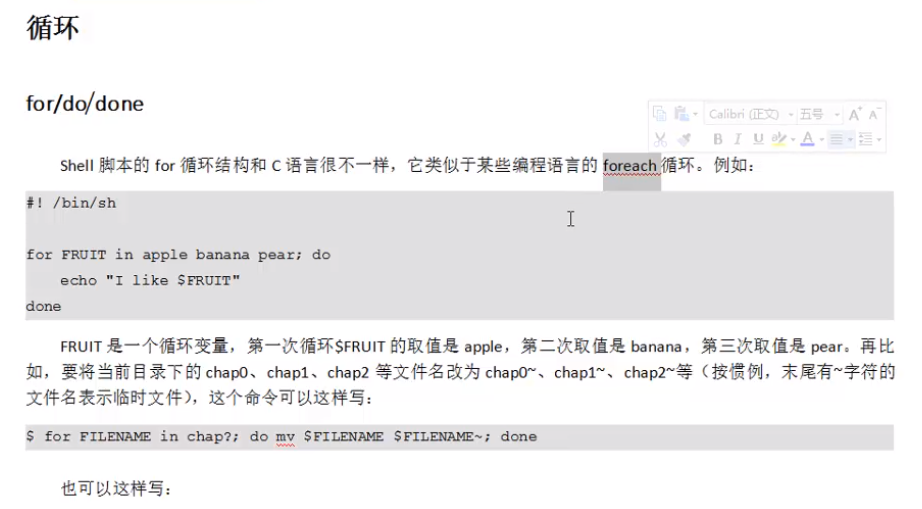 循环
for/do/done
Calibri (正文) 五号 A+ A-
B I U A
Shell 脚本的 for 循环结构和 C 语言很不一样，它类似于某些编程语言的 foreach 循环。例如：
#! /bin/sh
for FRUIT in apple banana pear; do
echo "I like $FRUIT"
done
FRUIT 是一个循环变量，第一次循环$FRUIT 的取值是 apple，第二次取值是 banana，第三次取值是 pear。再比
如，要将当前目录下的 chap0、chap1、chap2 等文件名改为 chap0~、chap1~、chap2~等（按惯例，末尾有~字符的
文件名表示临时文件），这个命令可以这样写：
$ for FILENAME in chap?; do mv $FILENAME $FILENAME~; done
也可以这样写：